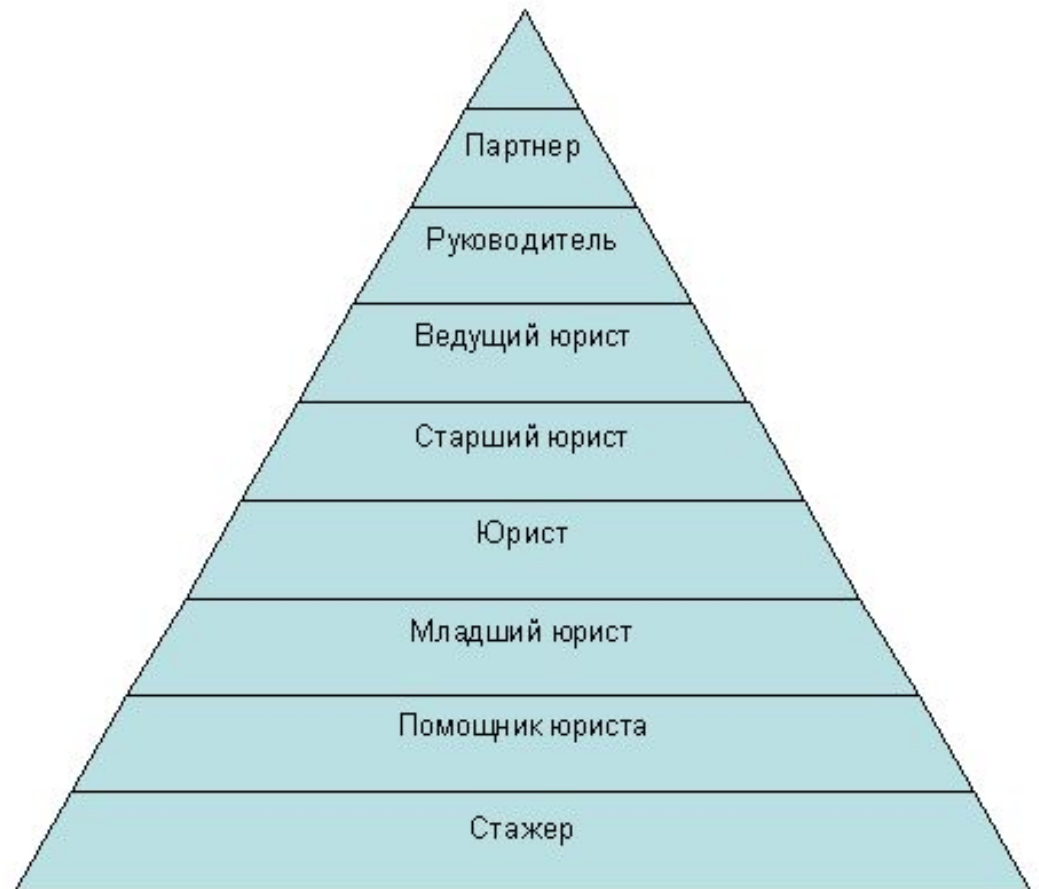 Партнер
Руководитель
Ведущий юрист
Старший юрист
Юрист
Младший юрист
Помощник юриста
Стажер